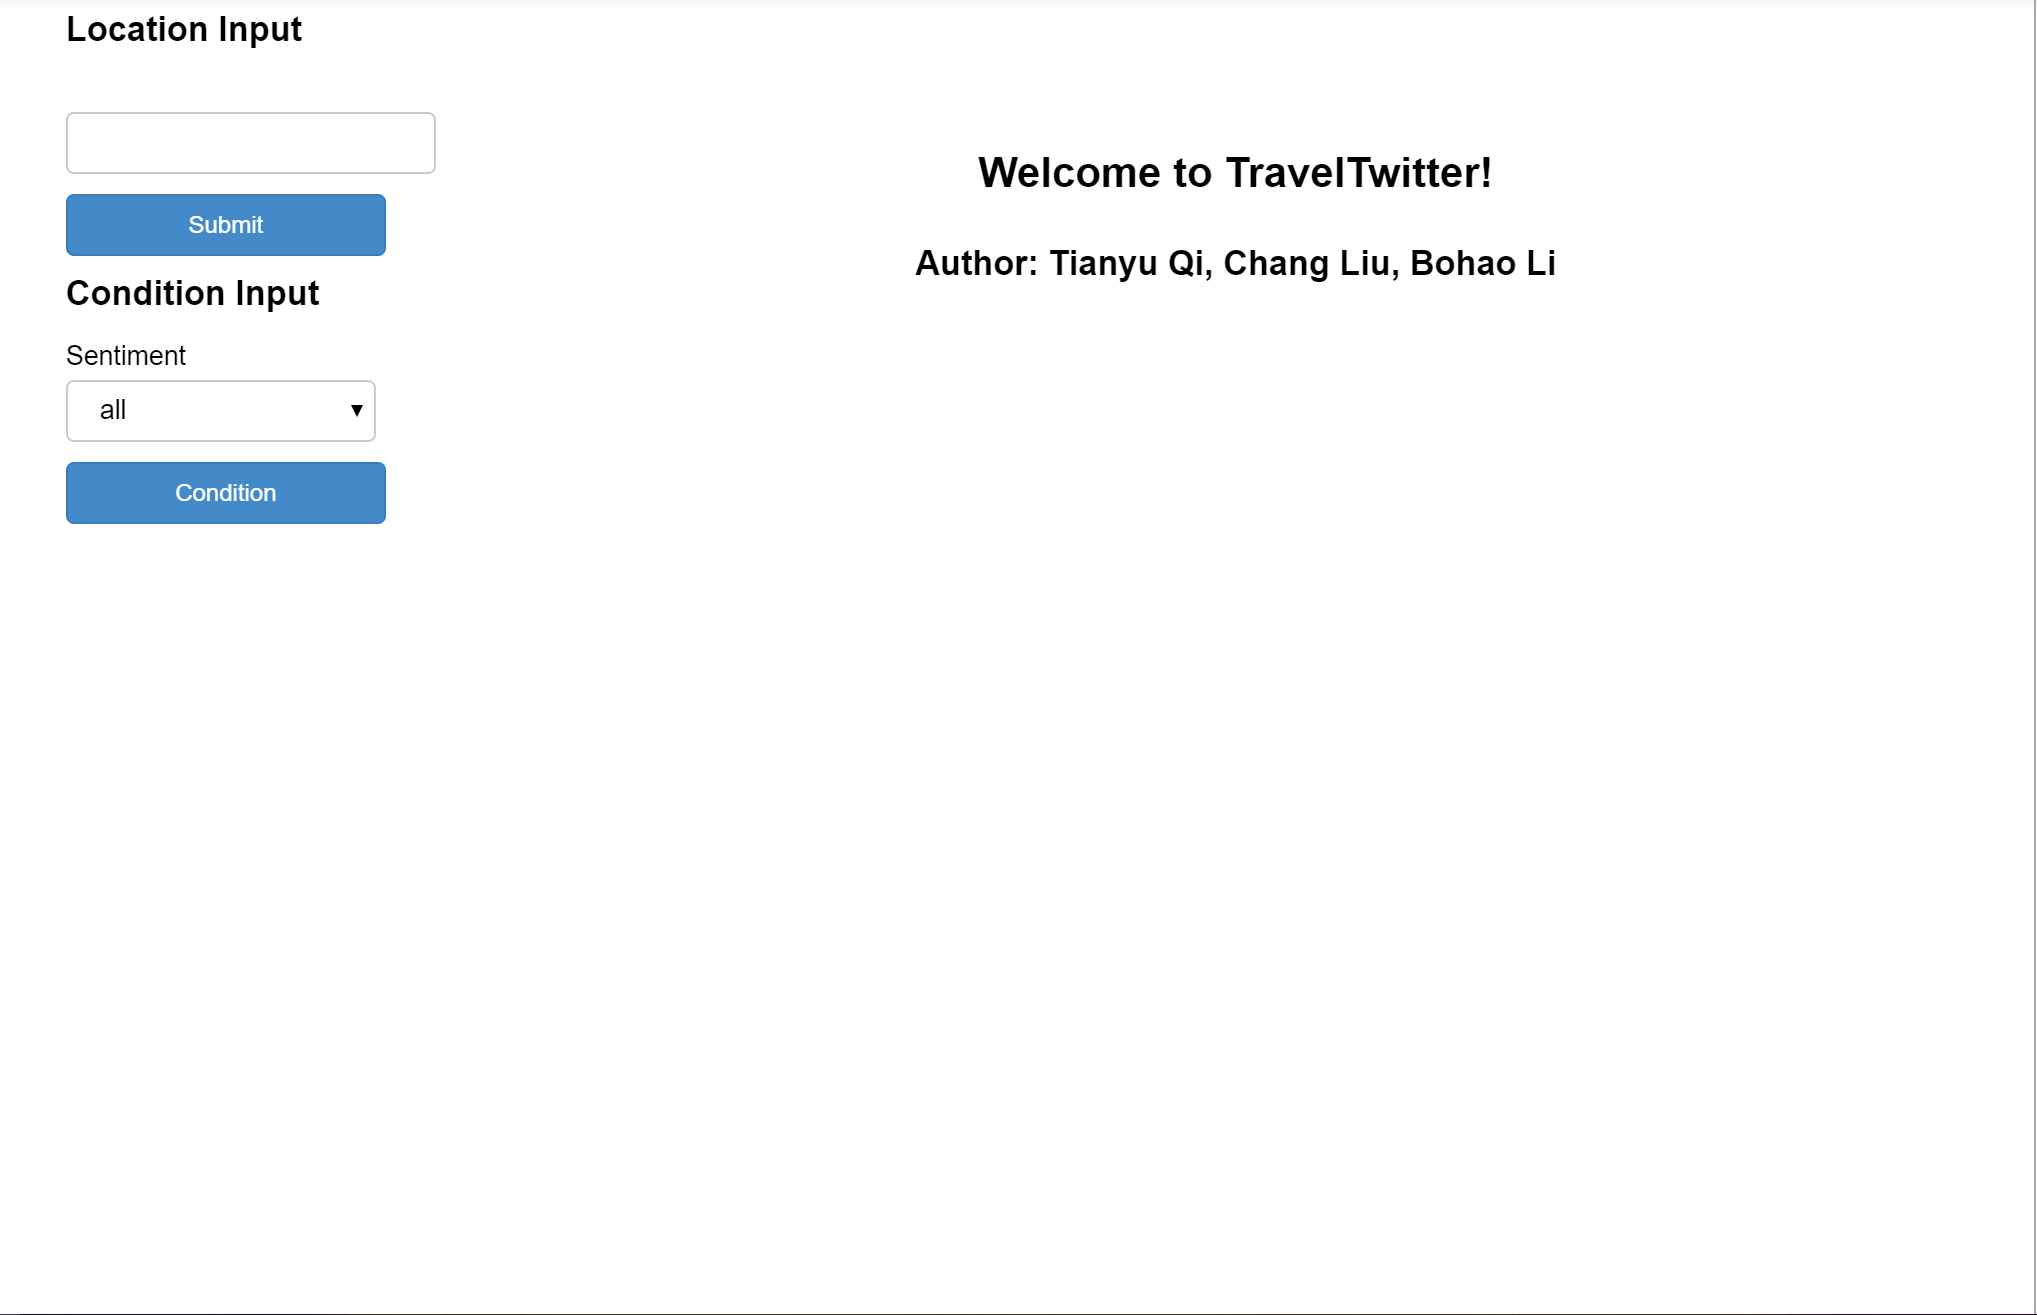 Location Input
Submit
Condition Input
Sentiment
all
Condition
Welcome to TravelTwitter!
Author: Tianyu Qi, Chang Liu, Bohao Li